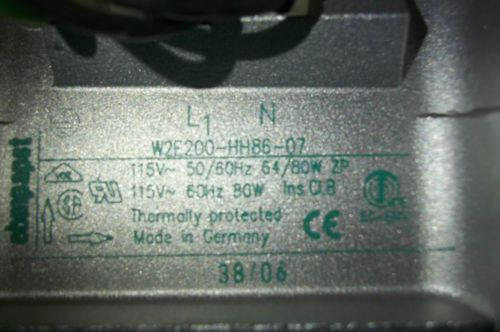 L1 N
W2E200-HH86-07
115V~ 50/60Hz 64/80W 2P
115V~ 60Hz 80W Ins Cl.B
Thermally protected
Made in Germany
CE
38/06
ebmpapst